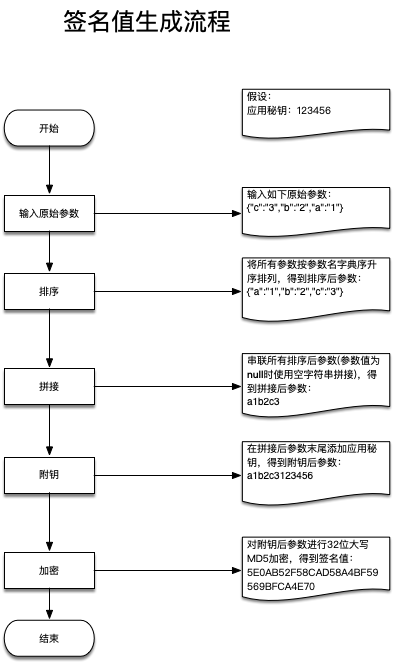 签名值生成流程
假设：
应用秘钥：123456
开始
输入原始参数
输入如下原始参数：
{"c":"3","b":"2","a":"1"}
排序
将所有参数按参数名字典序升
序排列，得到排序后参数：
{"a":"1","b":"2","c":"3"}
拼接
串联所有排序后参数(参数值为
null时使用空字符串拼接)，得
到拼接后参数：
a1b2c3
附钥
在拼接后参数末尾添加应用秘
钥，得到附钥后参数：
a1b2c3123456
加密
对附钥后参数进行32位大写
MD5加密，得到签名值：
5E0AB52F58CAD58A4BF59
569BFCA4E70
结束